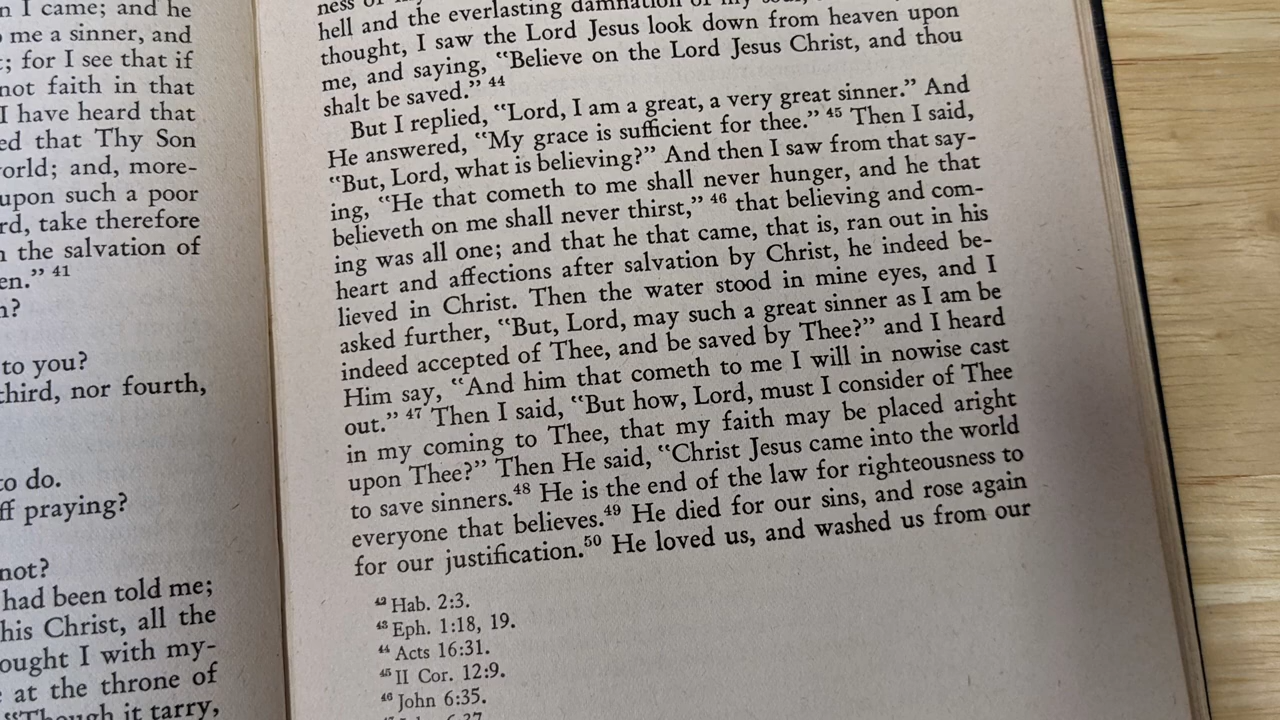 n I came; and he
me a sinner, and
; for I see that if
not faith in that
I have heard that
ed that Thy Son
orld; and, more-
upon such a poor
rd, take therefore
the salvation of
en.” 41
to you?
third, nor fourth,
to do.
ff praying?
not?
had been told me;
his Christ, all the
ought I with my-
at the throne of
“Though it tarry,
hell and the everlasting damnation of my soul,
thought, I saw the Lord Jesus look down from heaven upon
me, and saying, “Believe on the Lord Jesus Christ, and thou
shalt be saved.” 44
But I replied, “Lord, I am a great, a very great sinner.” And
He answered, “My grace is sufficient for thee.” 45 Then I said,
“But, Lord, what is believing?” And then I saw from that say-
ing, “He that cometh to me shall never hunger, and he that
believeth on me shall never thirst,” 46 that believing and com-
ing was all one; and that he that came, that is, ran out in his
heart and affections after salvation by Christ, he indeed be-
lieved in Christ. Then the water stood in mine eyes, and I
asked further, “But, Lord, may such a great sinner as I am be
indeed accepted of Thee, and be saved by Thee?” and I heard
Him say, “And him that cometh to me I will in nowise cast
out.” 47 Then I said, “But how, Lord, must I consider of Thee
in my coming to Thee, that my faith may be placed aright
upon Thee?” Then He said, “Christ Jesus came into the world
to save sinners.48 He is the end of the law for righteousness to
everyone that believes.49 He died for our sins, and rose again
for our justification.50 He loved us, and washed us from our
42 Hab. 2:3.
43 Eph. 1:18, 19.
44 Acts 16:31.
45 II Cor. 12:9.
46 John 6:35.